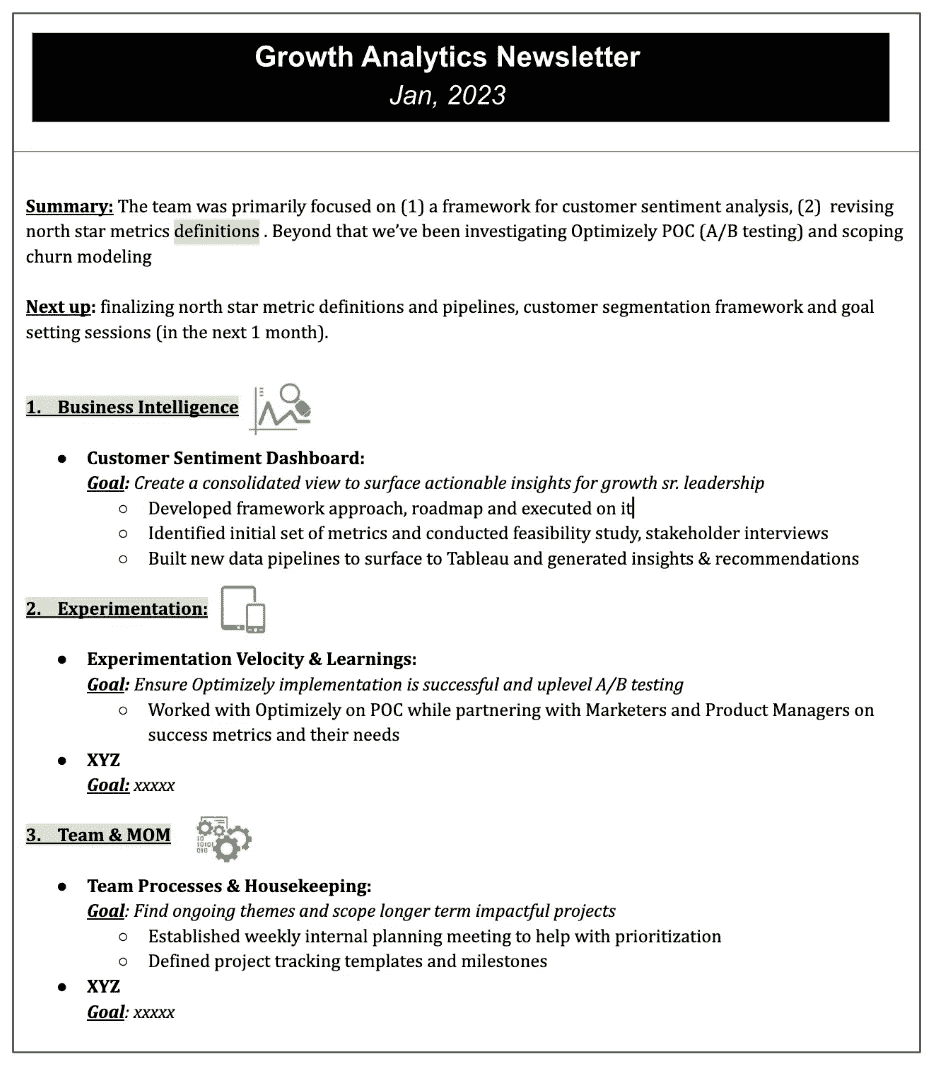 Growth Analytics Newsletter
Jan, 2023
Summary: The team was primarily focused on (1) a framework for customer sentiment analysis, (2)  revising
north star metrics definitions . Beyond that we've been investigating Optimizely POC (A/B testing) and scoping
churn modeling
Next up: finalizing north star metric definitions and pipelines, customer segmentation framework and goal
setting sessions (in the next 1 month).
1. Business Intelligence
● Customer Sentiment Dashboard:
Goal: Create a consolidated view to surface actionable insights for growth sr. leadership
○ Developed framework approach, roadmap and executed on it
○ Identified initial set of metrics and conducted feasibility study, stakeholder interviews
○ Built new data pipelines to surface to Tableau and generated insights & recommendations
2. Experimentation:
● Experimentation Velocity & Learnings:
Goal: Ensure Optimizely implementation is successful and uplevel A/B testing
○ Worked with Optimizely on POC while partnering with Marketers and Product Managers on
success metrics and their needs
● XYZ
Goal: xxxxx
3. Team & MOM
● Team Processes & Housekeeping:
Goal: Find ongoing themes and scope longer term impactful projects
○ Established weekly internal planning meeting to help with prioritization
○ Defined project tracking templates and milestones
● XYZ
Goal: xxxxx